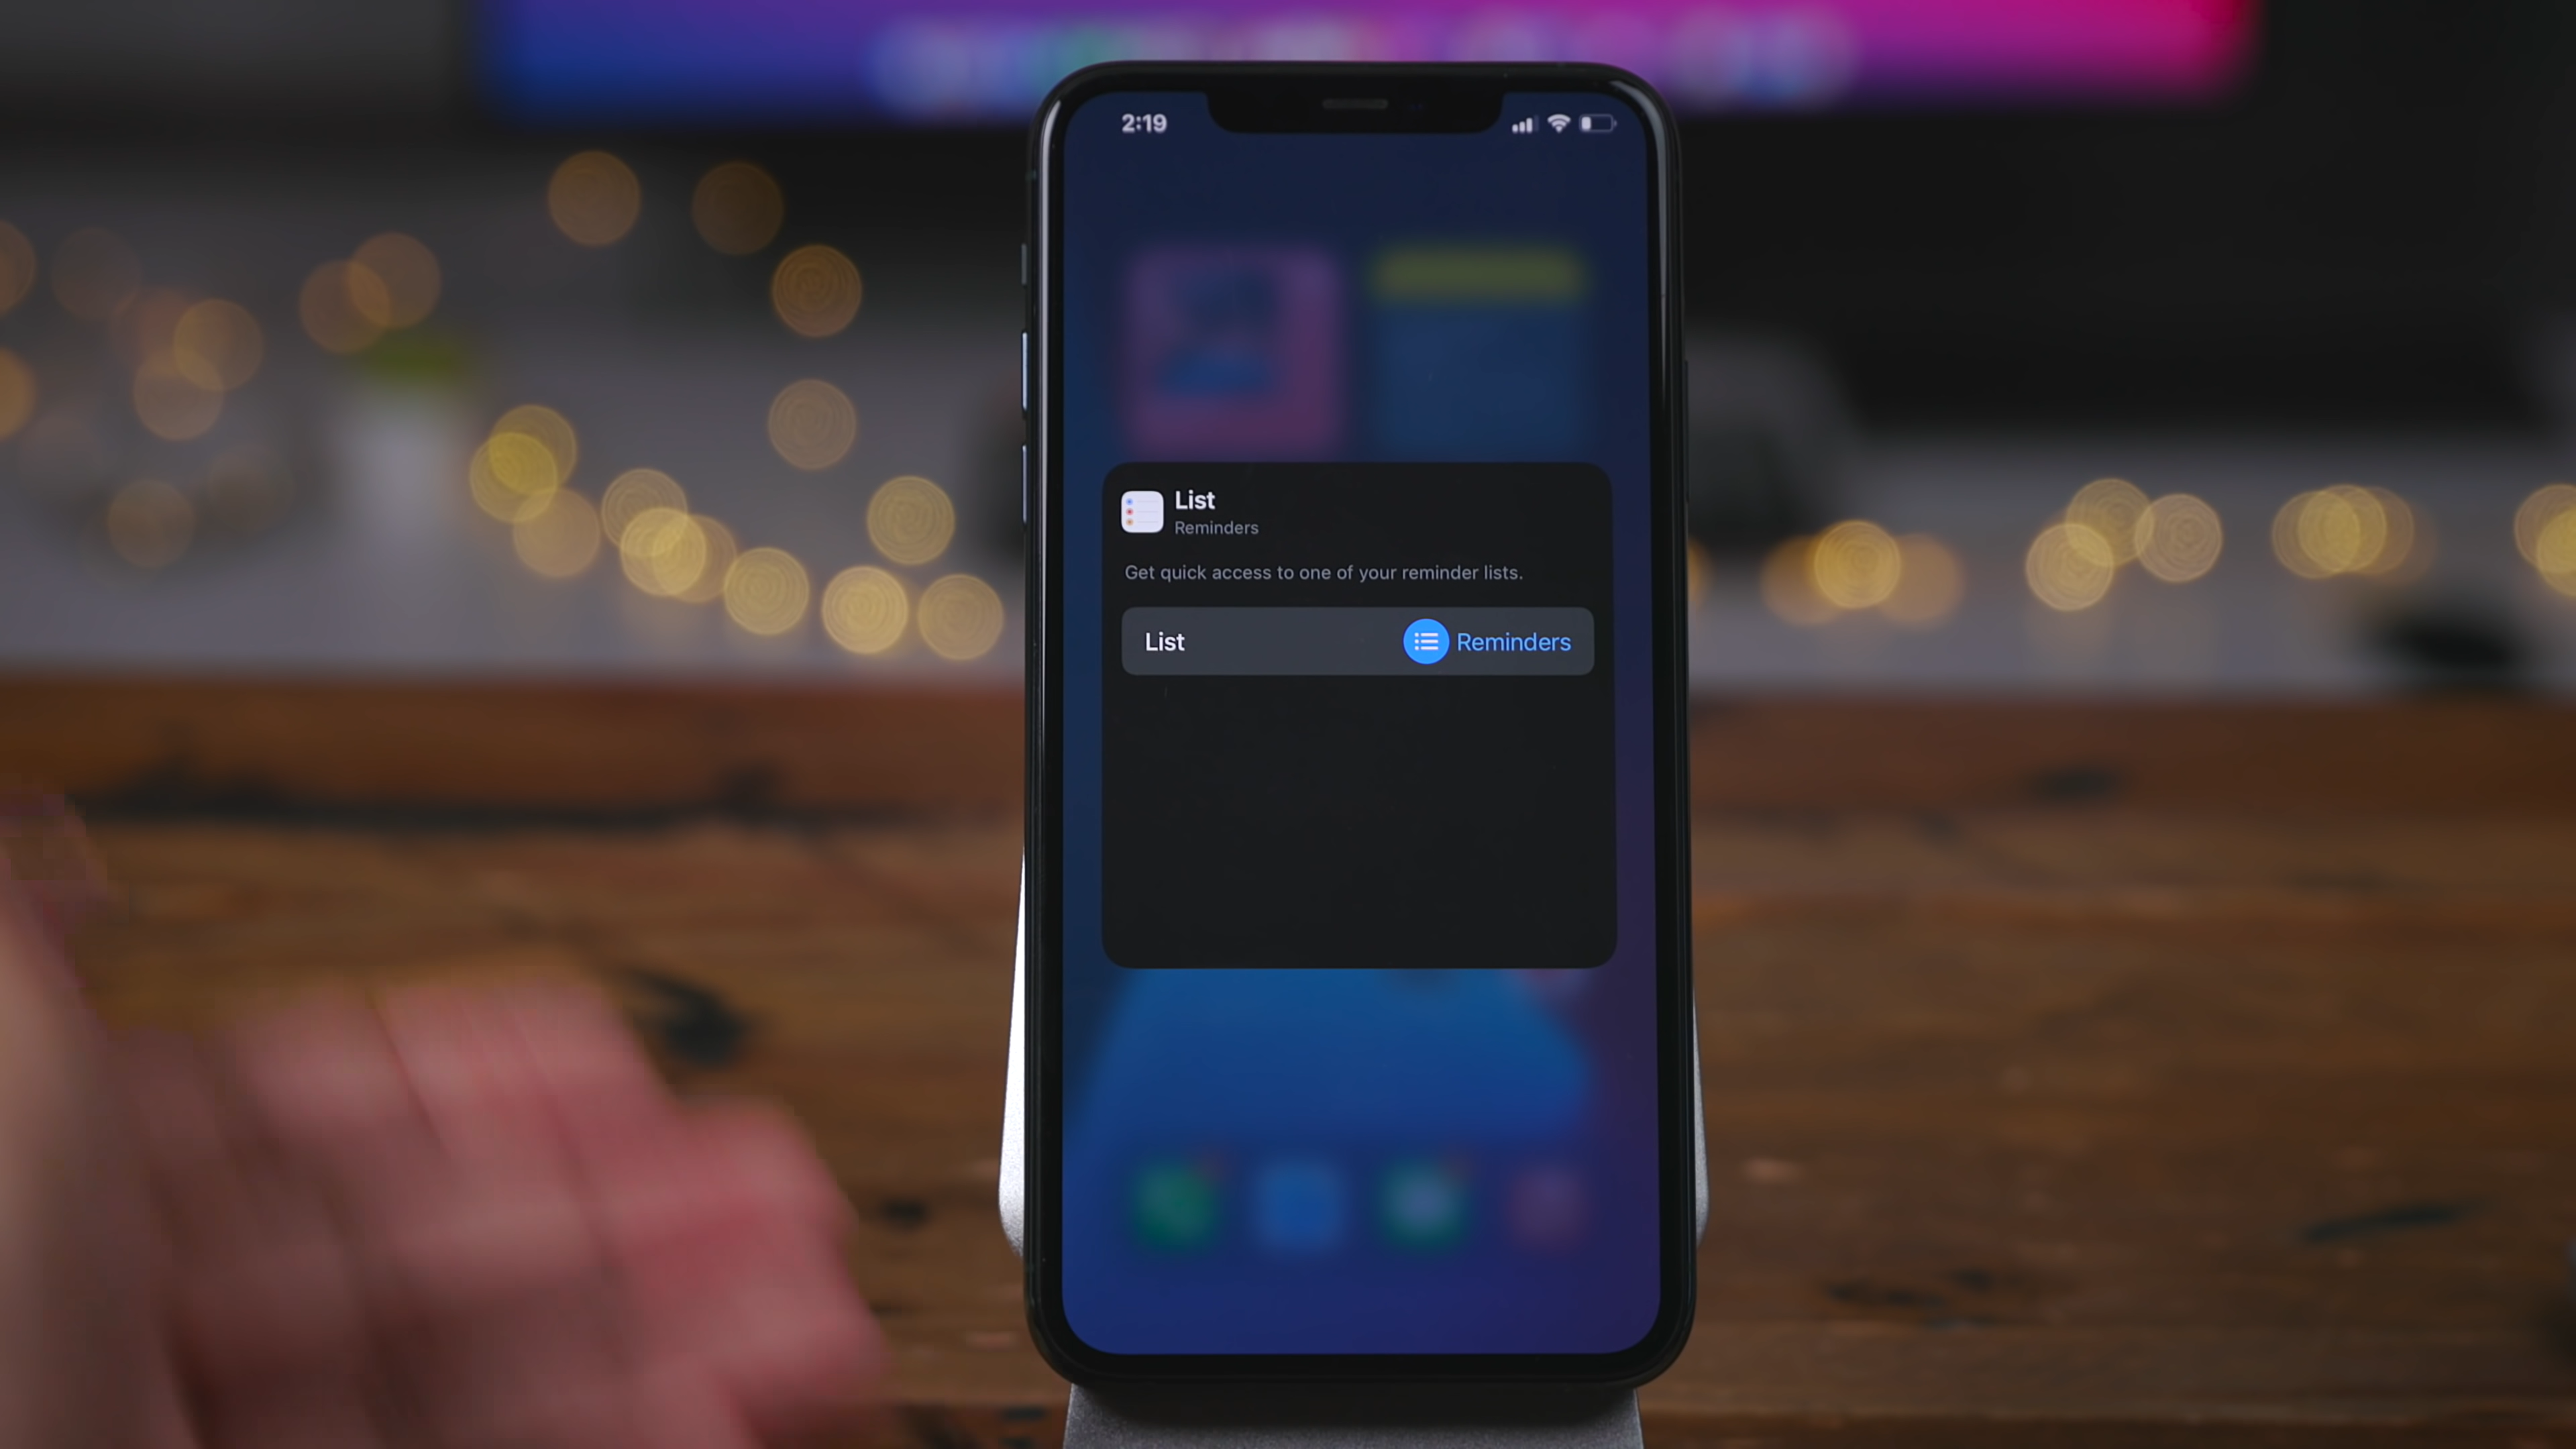 2:19
List
Reminders
Get quick access to one of your reminder lists.
List Reminders